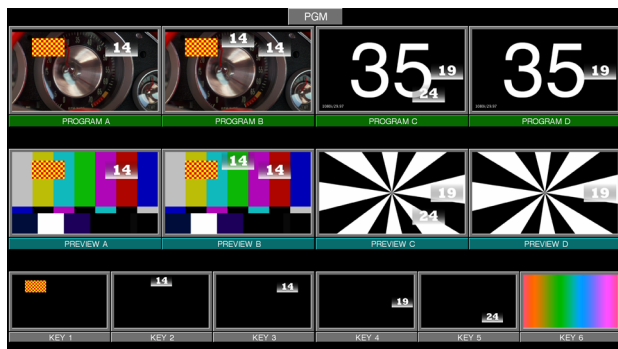 PGM
14
14
14
35
19
24
35
19
PROGRAM A
PROGRAM B
PROGRAM C
PROGRAM D
14
14
14
19
24
19
PREVIEW A
PREVIEW B
PREVIEW C
PREVIEW D
14
14
19
24
KEY 1
KEY 2
KEY 3
KEY 4
KEY 5
KEY 6